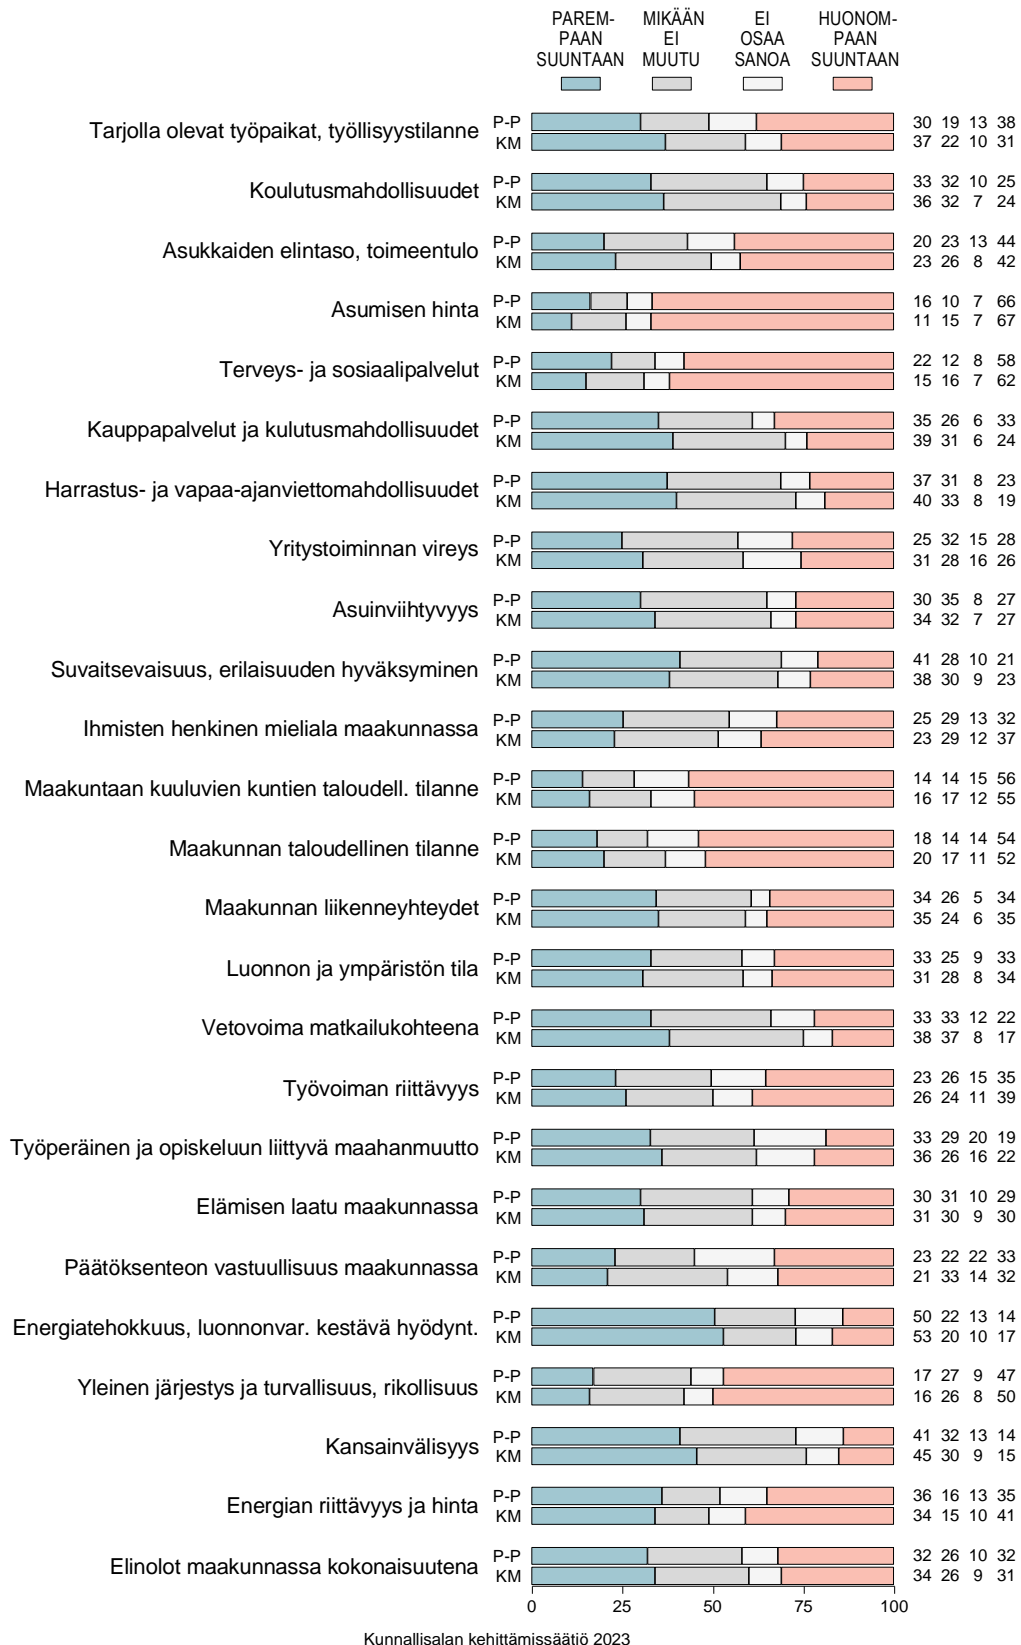 PAREM-
PAAN
SUUNTAAN
MIKÄÄN
EI
MUUTU
EI
OSAA
SANOA
HUONOM-
PAAN
SUUNTAAN
Tarjolla olevat työpaikat, työllisyystilanne
P-P 30 19 13 38
KM 37 22 10 31
Koulutusmahdollisuudet
P-P 33 32 10 25
KM 36 32 7 24
Asukkaiden elintaso, toimeentulo
P-P 20 23 13 44
KM 23 26 8 42
Asumisen hinta
P-P 16 10 7 66
KM 11 15 7 67
Terveys- ja sosiaalipalvelut
P-P 22 12 8 58
KM 15 16 7 62
Kauppapalvelut ja kulutusmahdollisuudet
P-P 35 26 6 33
KM 39 31 6 24
Harrastus- ja vapaa-ajanviettomahdollisuudet
P-P 37 31 8 23
KM 40 33 8 19
Yritystoiminnan vireys
P-P 25 32 15 28
KM 31 28 16 26
Asuinviihtyvyys
P-P 30 35 8 27
KM 34 32 7 27
Suvaitsevaisuus, erilaisuuden hyväksyminen
P-P 41 28 10 21
KM 38 30 9 23
Ihmisten henkinen mieliala maakunnassa
P-P 25 29 13 32
KM 23 29 12 37
Maakuntaan kuuluvien kuntien taloudell. tilanne
P-P 14 14 15 56
KM 16 17 12 55
Maakunnan taloudellinen tilanne
P-P 18 14 14 54
KM 20 17 11 52
Maakunnan liikenneyhteydet
P-P 34 26 5 34
KM 35 24 6 35
Luonnon ja ympäristön tila
P-P 33 25 9 33
KM 31 28 8 34
Vetovoima matkailukohteena
P-P 33 33 12 22
KM 38 37 8 17
Työvoiman riittävyys
P-P 23 26 15 35
KM 26 24 11 39
Työperäinen ja opiskeluun liittyvä maahanmuutto
P-P 33 29 20 19
KM 36 26 16 22
Elämisen laatu maakunnassa
P-P 30 31 10 29
KM 31 30 9 30
Päätöksenteon vastuullisuus maakunnassa
P-P 23 22 22 33
KM 21 33 14 32
Energiatehokkuus, luonnonvar. kestävä hyödynt.
P-P 50 22 13 14
KM 53 20 10 17
Yleinen järjestys ja turvallisuus, rikollisuus
P-P 17 27 9 47
KM 16 26 8 50
Kansainvälisyys
P-P 41 32 13 14
KM 45 30 9 15
Energian riittävyys ja hinta
P-P 36 16 13 35
KM 34 15 10 41
Elinolot maakunnassa kokonaisuutena
P-P 32 26 10 32
KM 34 26 9 31
0 25 50 75 100
Kunnallisalan kehittämissäätiö 2023